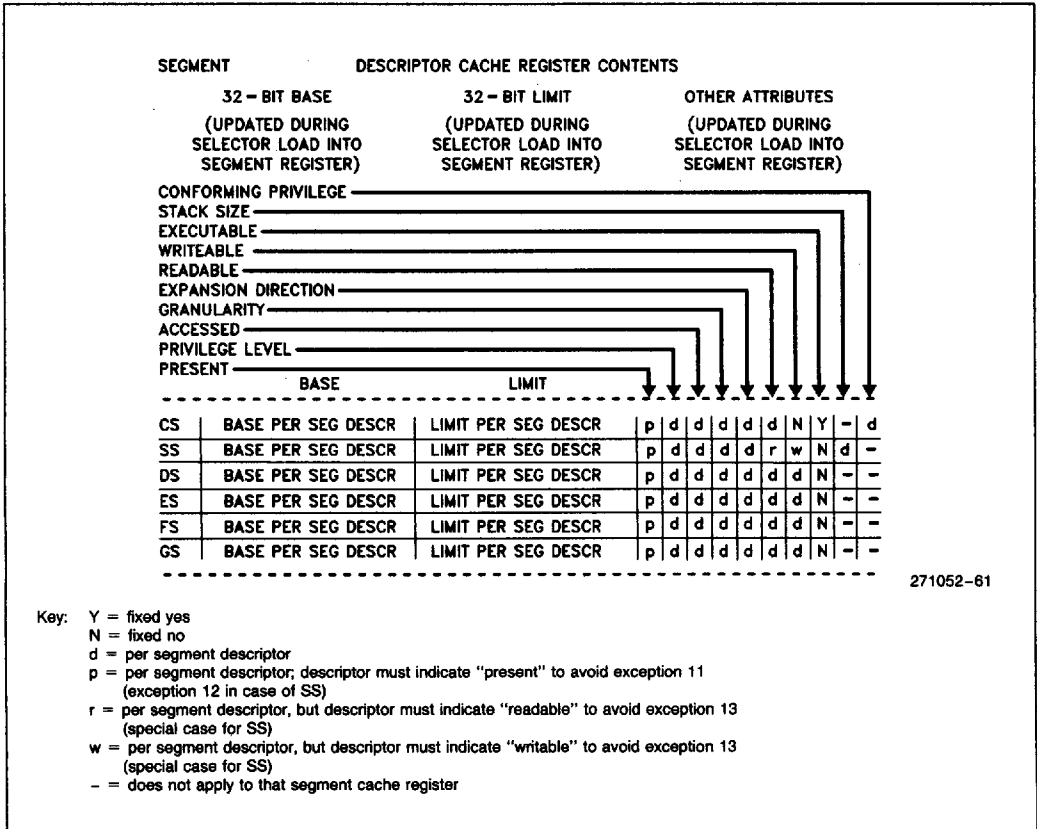 SEGMENT DESCRIPTOR CACHE REGISTER CONTENTS
32 – BIT BASE 32 – BIT LIMIT OTHER ATTRIBUTES
(UPDATED DURING (UPDATED DURING (UPDATED DURING
SELECTOR LOAD INTO SELECTOR LOAD INTO SELECTOR LOAD INTO
SEGMENT REGISTER) SEGMENT REGISTER) SEGMENT REGISTER)
CONFORMING PRIVILEGE
STACK SIZE
EXECUTABLE
WRITEABLE
READABLE
EXPANSION DIRECTION
GRANULARITY
ACCESSED
PRIVILEGE LEVEL
PRESENT
BASE LIMIT
CS BASE PER SEG DESCR LIMIT PER SEG DESCR p d d d d d N Y – d
SS BASE PER SEG DESCR LIMIT PER SEG DESCR p d d d d r w N d –
DS BASE PER SEG DESCR LIMIT PER SEG DESCR p d d d d d d N – –
ES BASE PER SEG DESCR LIMIT PER SEG DESCR p d d d d d d N – –
FS BASE PER SEG DESCR LIMIT PER SEG DESCR p d d d d d d N – –
GS BASE PER SEG DESCR LIMIT PER SEG DESCR p d d d d d d N – –
271052–61
Key: Y = fixed yes
N = fixed no
d = per segment descriptor
p = per segment descriptor; descriptor must indicate "present" to avoid exception 11
(exception 12 in case of SS)
r = per segment descriptor, but descriptor must indicate "readable" to avoid exception 13
(special case for SS)
w = per segment descriptor, but descriptor must indicate "writable" to avoid exception 13
(special case for SS)
– = does not apply to that segment cache register